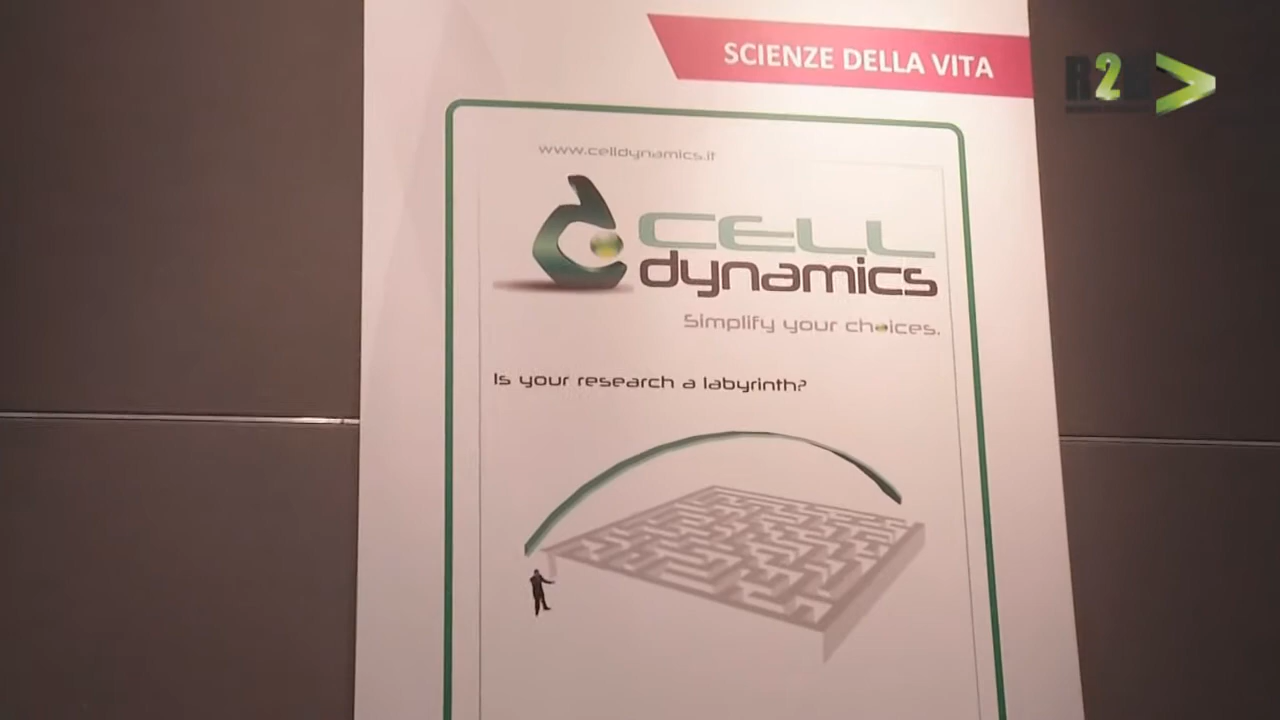 SCIENZE DELLA VITA
R2B
www.celldynamics.it
CELL
dynamics
Simplify your choices.
Is your research a labyrinth?